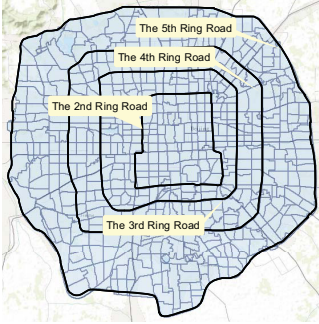 The 5th Ring Road
The 4th Ring Road
The 2nd Ring Road
The 3rd Ring Road